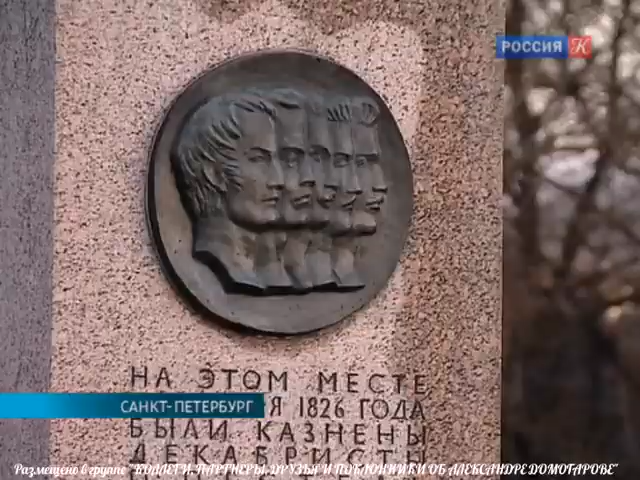 РОССИЯ К
НА ЭТОМ МЕСТЕ
Я 1826 ГОДА
САНКТ-ПЕТЕРБУРГ
БЫЛИ КАЗНЕНЫ
ДЕКАБРИСТЫ
Размещено в группе "КОЛЛЕГИ, ПАРТНЕРЫ, ДРУЗЬЯ И ПОКЛОННИКИ ОБ АЛЕКСАНДРЕ ДОМОГАРОВЕ"